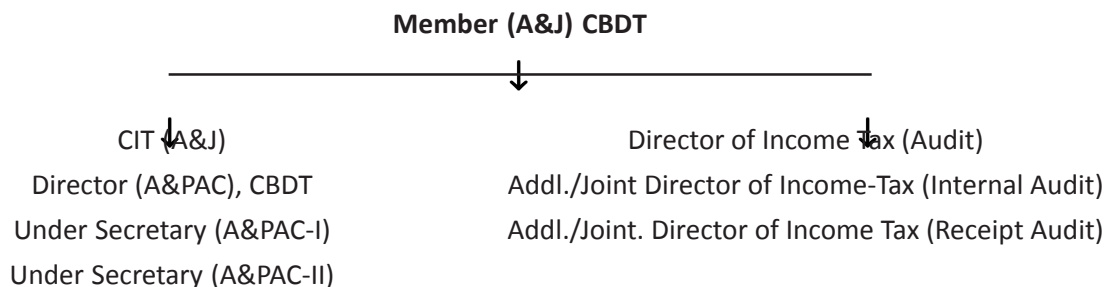 Member (A&J) CBDT
CIT (A&J)
Director (A&PAC), CBDT
Under Secretary (A&PAC-I)
Under Secretary (A&PAC-II)
Director of Income Tax (Audit)
Addl./Joint Director of Income-Tax (Internal Audit)
Addl./Joint. Director of Income Tax (Receipt Audit)